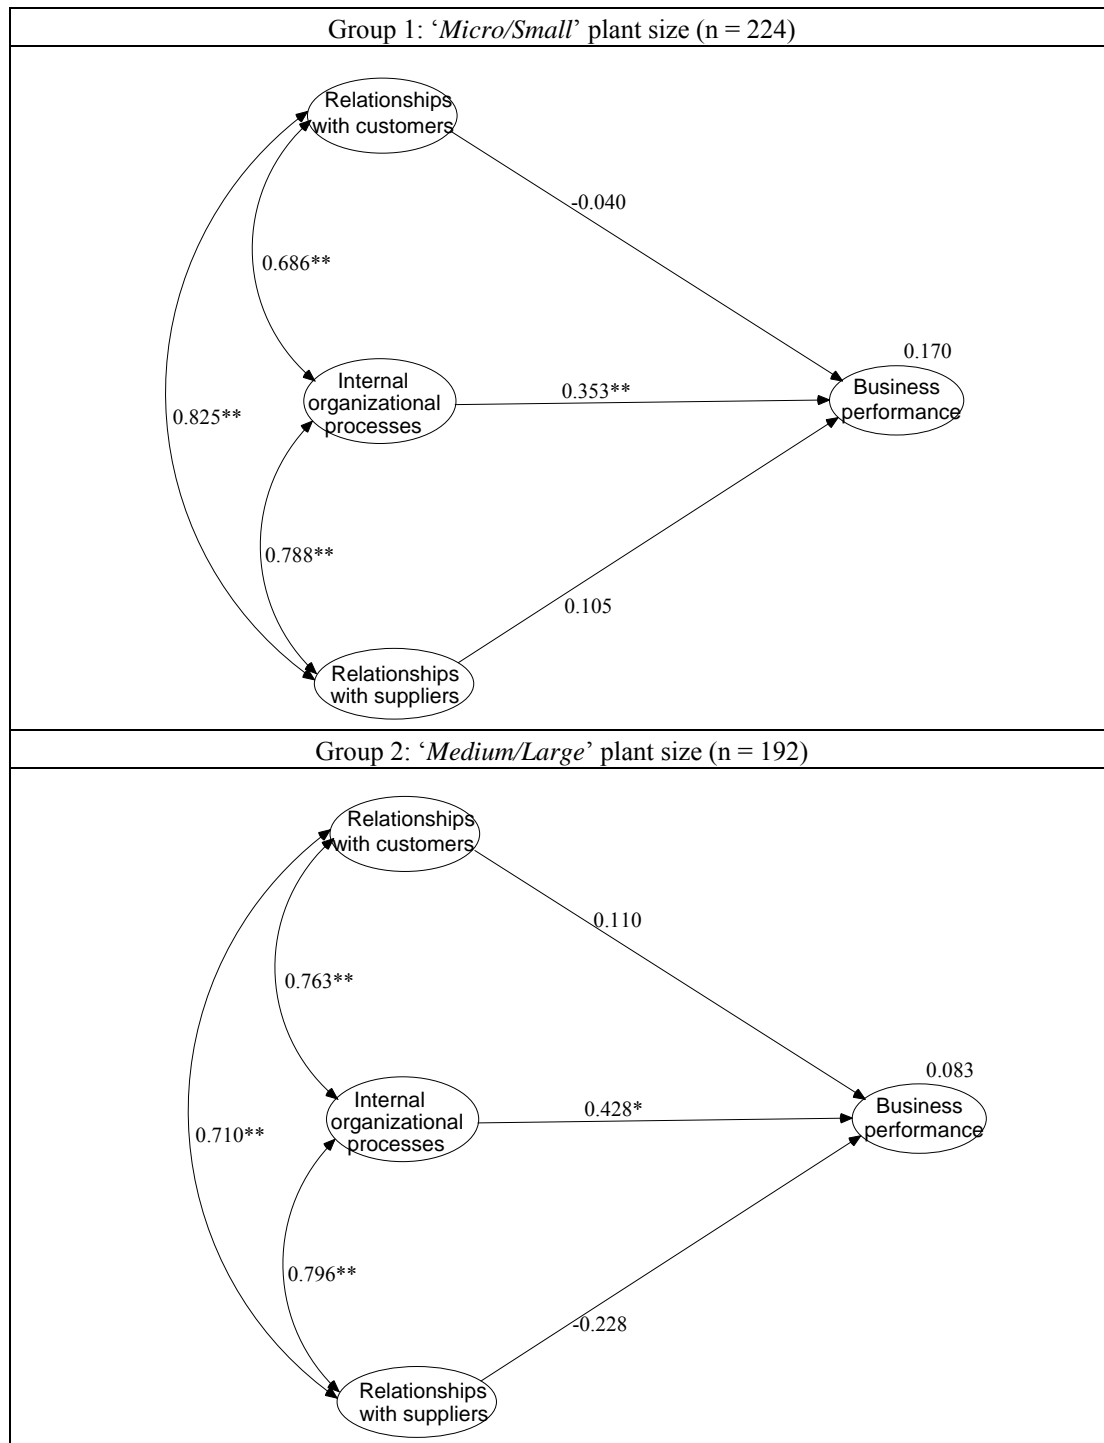 Group 1: ‘Micro/Small’ plant size (n = 224)
Relationships
with customers
-0.040
0.686**
0.170
Internal
organizational
processes
0.353**
Business
performance
0.825**
0.788**
0.105
Relationships
with suppliers
Group 2: ‘Medium/Large’ plant size (n = 192)
Relationships
with customers
0.110
0.763**
0.083
Internal
organizational
processes
0.428*
Business
performance
0.710**
0.796**
-0.228
Relationships
with suppliers